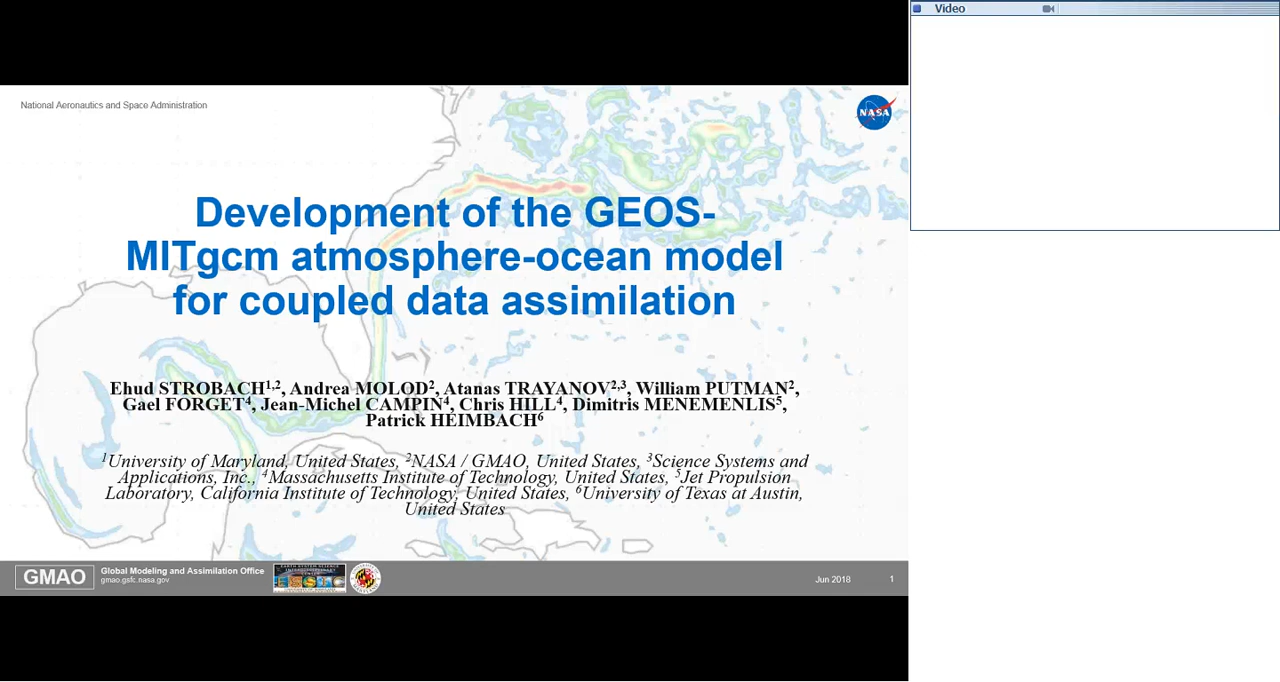 Video
National Aeronautics and Space Administration
NASA
Development of the GEOS-
MITgcm atmosphere-ocean model
for coupled data assimilation
Ehud STROBACH1,2, Andrea MOLOD2, Atanas TRAYANOV2,3, William PUTMAN2,
Gael FORGET4, Jean-Michel CAMPIN4, Chris HILL4, Dimitris MENEMENLIS5,
Patrick HEIMBACH6
1University of Maryland, United States, 2NASA / GMAO, United States, 3Science Systems and
Applications, Inc., 4Massachusetts Institute of Technology, United States, 5Jet Propulsion
Laboratory, California Institute of Technology, United States, 6University of Texas at Austin,
United States
GMAO
Global Modeling and Assimilation Office
gmao.gsfc.nasa.gov
ESSIC
Jun 2018
1